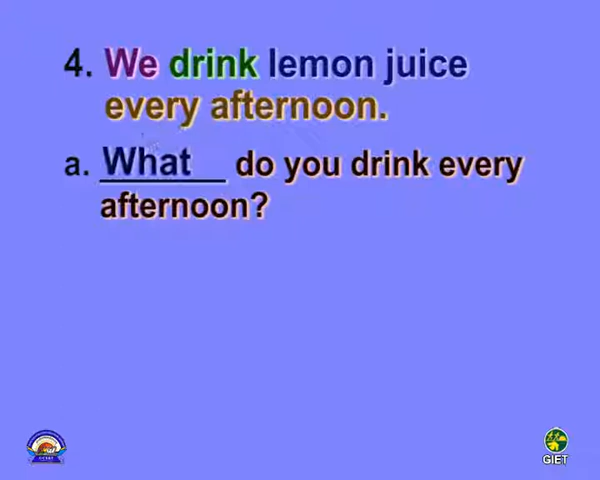 4. We drink lemon juice
every afternoon.
a. What do you drink every
afternoon?
GIET